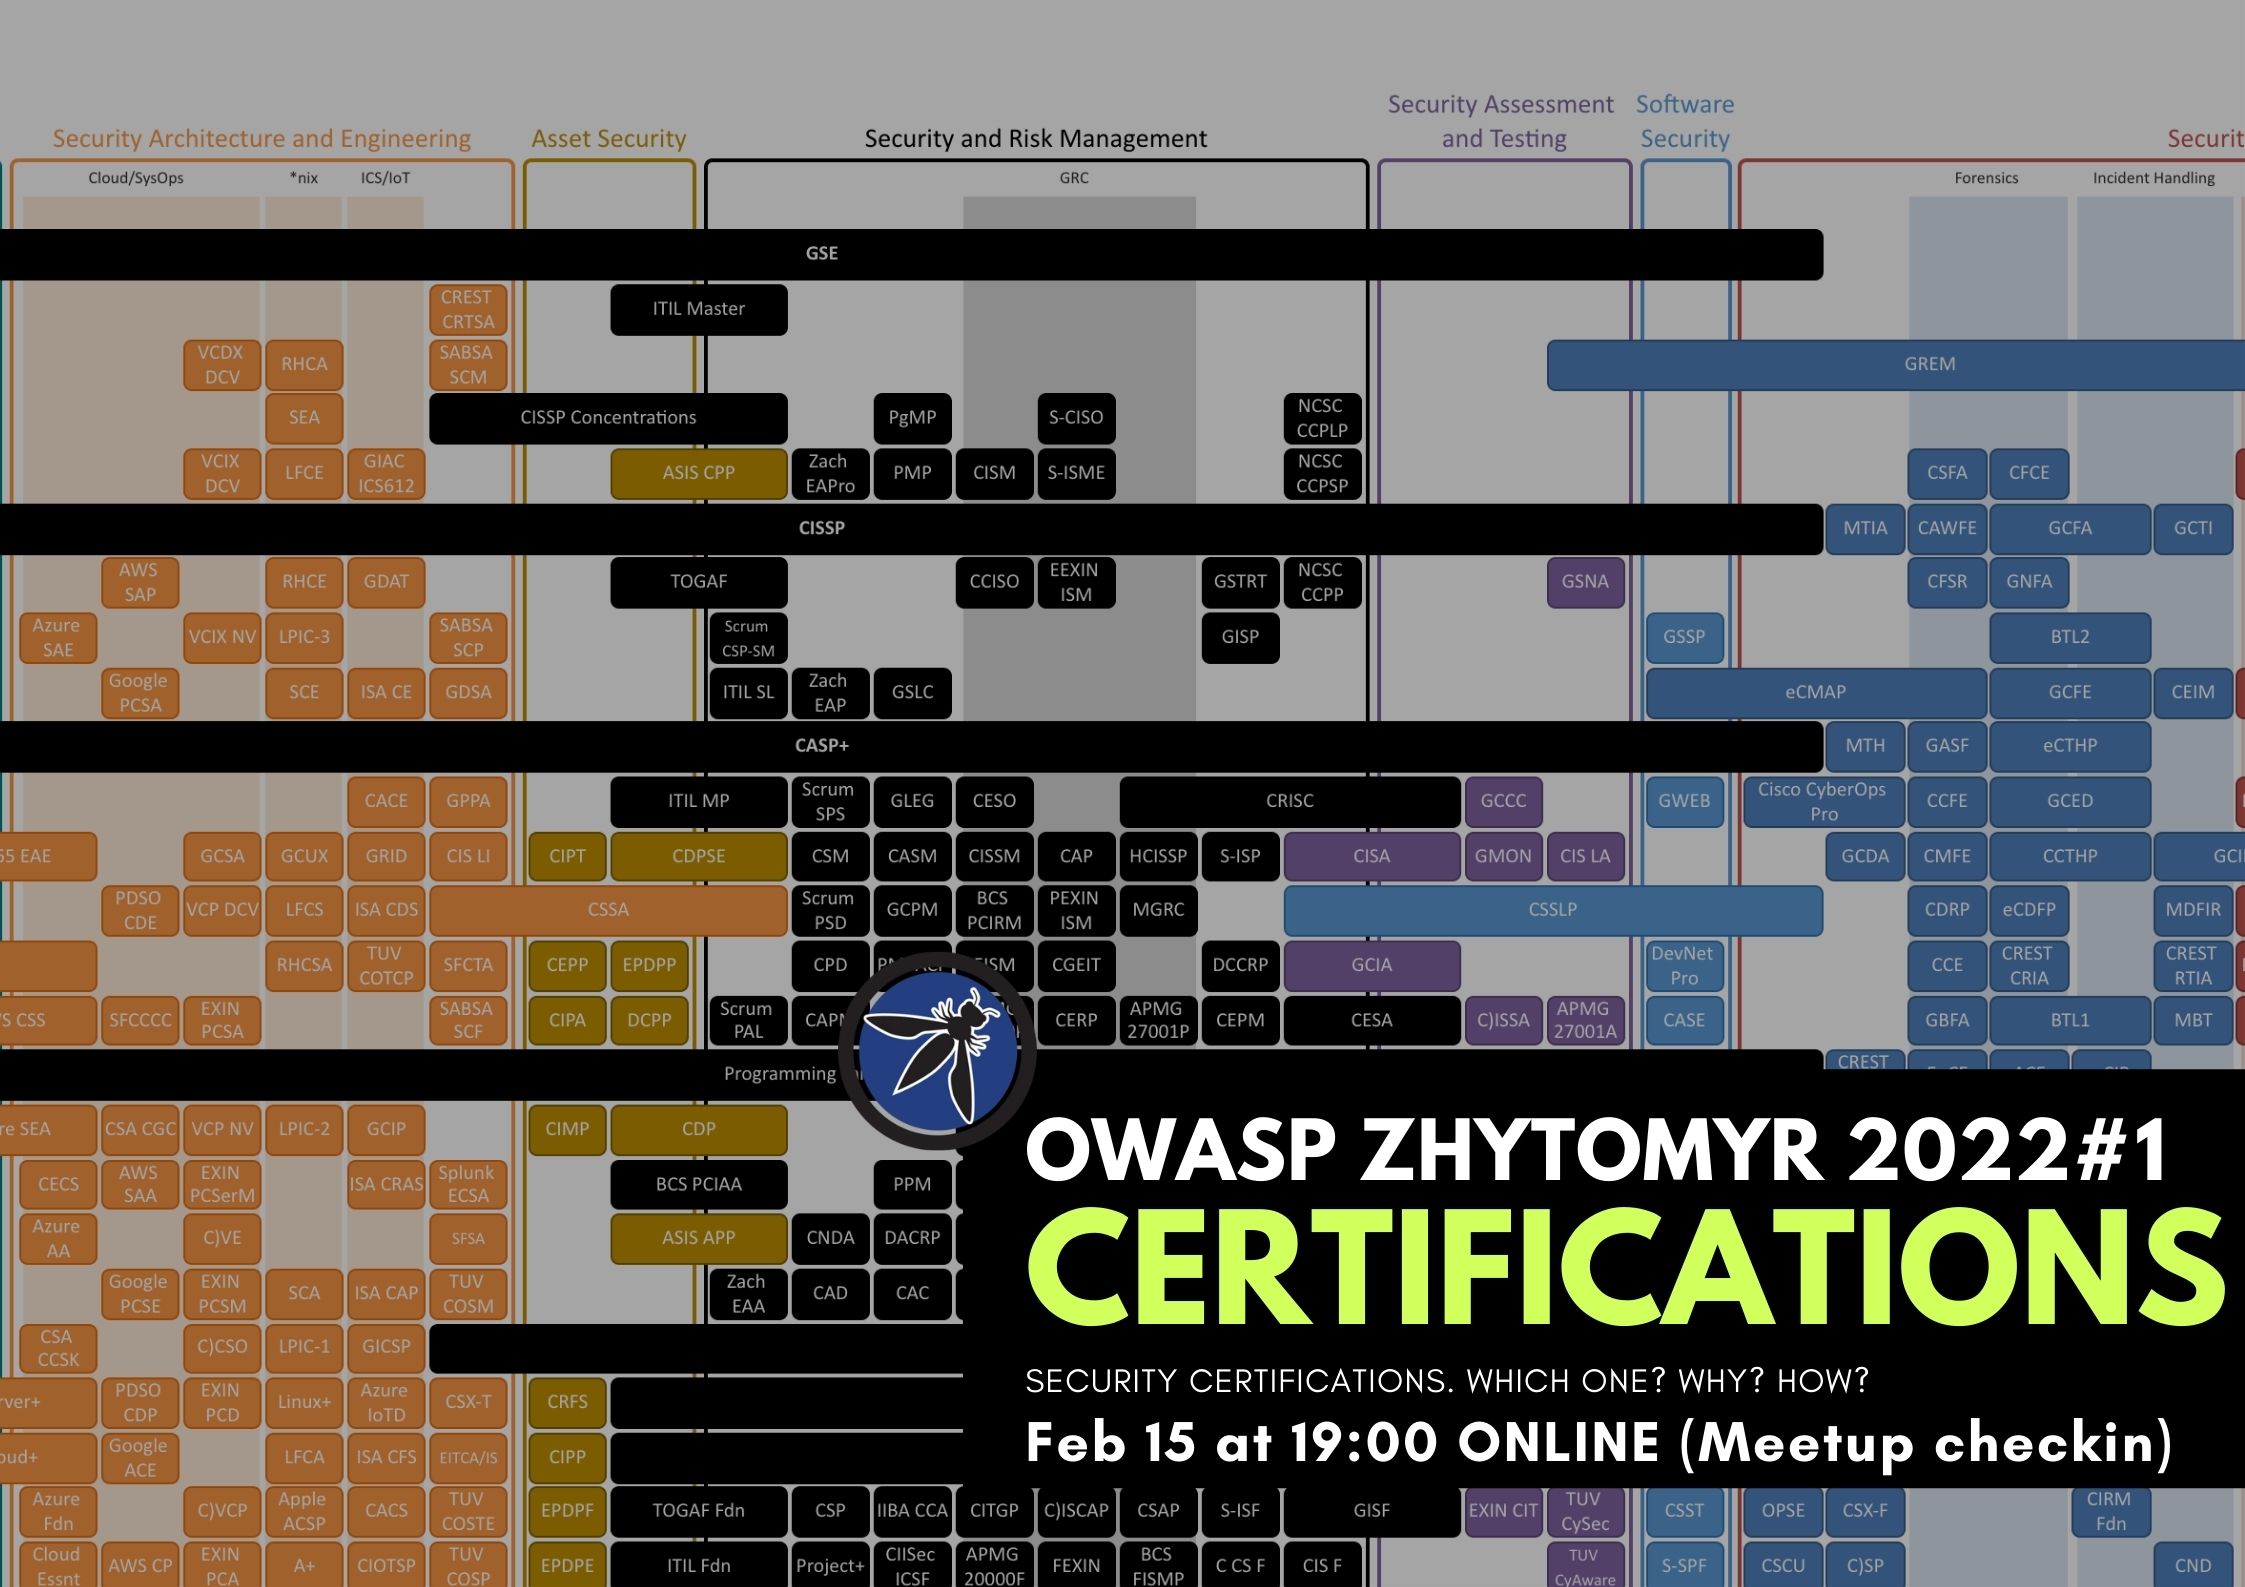 Security Assessment
and Testing
Software
Security
Security Architecture and Engineering
Asset Security
Security and Risk Management
Cloud/SysOps
*nix
ICS/IoT
GRC
Forensics
Incident Handling
GSE
CREST CRTSA
ITIL Master
VCDX DCV
RHCA
SABSA SCM
GREM
SEA
CISSP Concentrations
PgMP
S-CISO
NCSC CCPLP
VCIX DCV
LFCE
GIAC ICS612
ASIS CPP
Zach EAPro
PMP
CISM
S-ISME
NCSC CCPSP
CSFA
CFCE
CISSP
MTIA
CAWFE
GCFA
GCTI
AWS SAP
RHCE
GDAT
TOGAF
CCISO
EEXIN ISM
GSTRT
NCSC CCPP
GSNA
CFSR
GNFA
Azure SAE
VCIX NV
LPIC-3
SABSA SCP
Scrum CSP-SM
GISP
GSSP
BTL2
Google PCSA
SCE
ISA CE
GDSA
ITIL SL
Zach EAP
GSLC
eCMAP
GCFE
CEIM
CASP+
MTH
GASF
eCTHP
CACE
GPPA
ITIL MP
Scrum SPS
GLEG
CESO
CRISC
GCCC
GWEB
Cisco CyberOps Pro
CCFE
GCED
EAE
GCSA
GCUX
GRID
CIS LI
CIPT
CDPSE
CSM
CASM
CISSM
CAP
HCISSP
S-ISP
CISA
GMON
CIS LA
GCDA
CMFE
CCTHP
PDSO CDE
VCP DCV
LFCS
ISA CDS
CSSA
Scrum PSD
GCPM
BCS PCIRM
PEXIN ISM
MGRC
CSSLP
CDRP
eCDFP
MDFIR
RHCSA
TUV COTCP
SFCTA
CEPP
EPDPP
CPD
CGEIT
DCCRP
GCIA
DevNet Pro
CCE
CREST CRIA
CREST RTIA
CSS
SFCCCC
EXIN PCSA
SABSA SCF
CIPA
DCPP
Scrum PAL
CERP
APMG 27001P
CEPM
CESA
C)ISSA
APMG 27001A
CASE
GBFA
BTL1
MBT
Programming
CREST
SEA
CSA CGC
VCP NV
LPIC-2
GCIP
CIMP
CDP
CECS
AWS SAA
EXIN PCSerM
ISA CRAS
Splunk ECSA
BCS PCIAA
PPM
Azure AA
C)VE
SFSA
ASIS APP
CNDA
DACRP
Google PCSE
EXIN PCSM
SCA
ISA CAP
TUV COSM
Zach EAA
CAD
CAC
CSA CCSK
C)CSO
LPIC-1
GICSP
PDSO CDP
EXIN PCD
Linux+
Azure IoTD
CSX-T
CRFS
Google ACE
LFCA
ISA CFS
EITCA/IS
CIPP
OWASP ZHYTOMYR 2022#1
CERTIFICATIONS
SECURITY CERTIFICATIONS. WHICH ONE? WHY? HOW?
Feb 15 at 19:00 ONLINE (Meetup checkin)
Azure Fdn
C)VCP
Apple ACSP
CACS
TUV COSTE
EPDPF
TOGAF Fdn
CSP
IIBA CCA
CITGP
C)ISCAP
CSAP
S-ISF
GISF
EXIN CIT
TUV CySec
CSST
OPSE
CSX-F
CIRM Fdn
Cloud Essnt
AWS CP
EXIN PCA
A+
CIOTSP
TUV COSP
EPDPE
ITIL Fdn
Project+
CIISec ICSF
APMG 20000F
FEXIN
BCS FISMP
C CS F
CIS F
TUV CyAware
S-SPF
CSCU
C)SP
CND